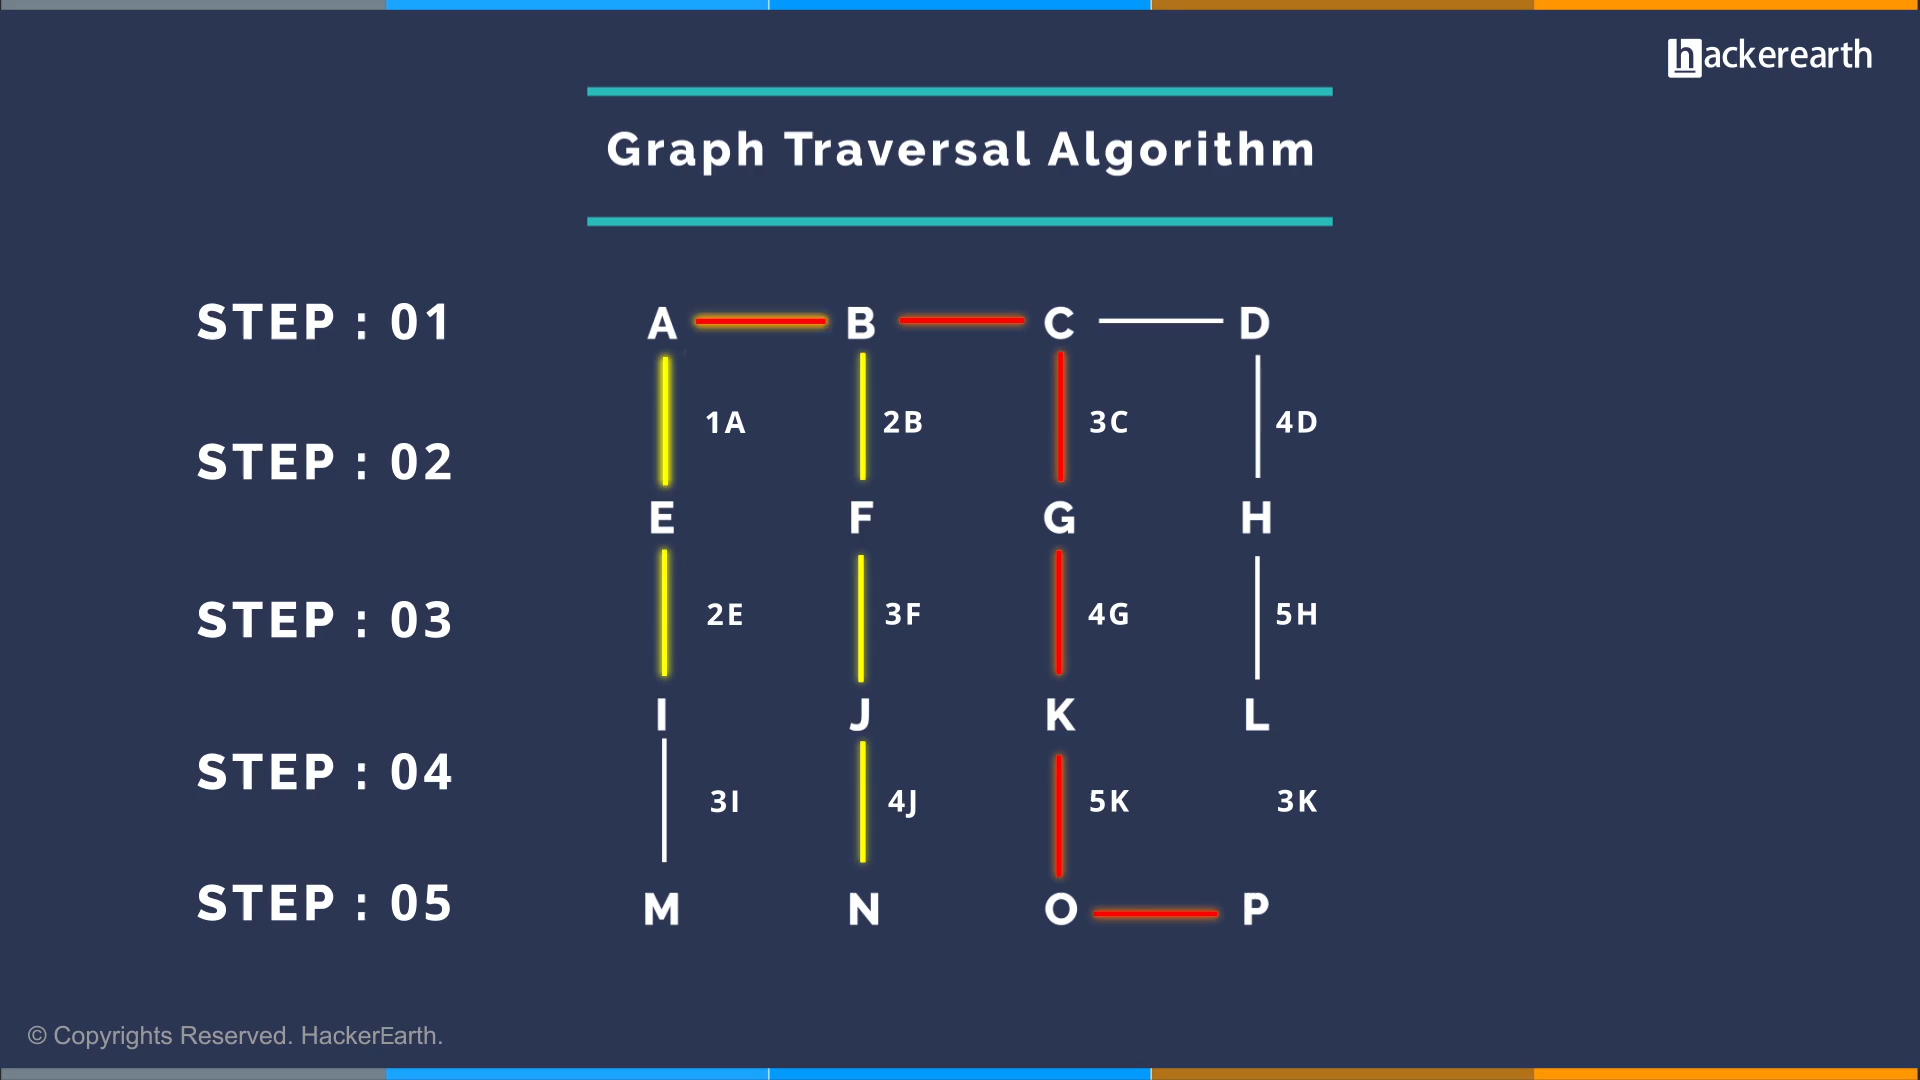 hackerearth
Graph Traversal Algorithm
STEP : 01
A B C D
1A 2B 3C 4D
STEP : 02
E F G H
2E 3F 4G 5H
STEP : 03
I J K L
STEP : 04
3I 4J 5K 3K
STEP : 05
M N O P
© Copyrights Reserved. HackerEarth.